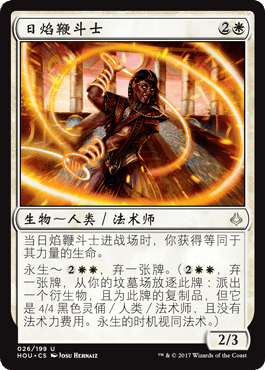 日焰鞭斗士 2
生物～人类 / 法术师
当日焰鞭斗士进战场时,你获得等同于
其力量的生命。
永生～2,弃一张牌。(2,弃
一张牌,从你的坟墓场放逐此牌:派出
一个衍生物,且为此牌的复制品,但它
是4/4黑色灵俑 / 人类 / 法术师,且没有
法术力费用。永生的时机视同法术。)
2/3
026/199 U
HOU • CS Josu Hernaiz
™ & © 2017 Wizards of the Coast